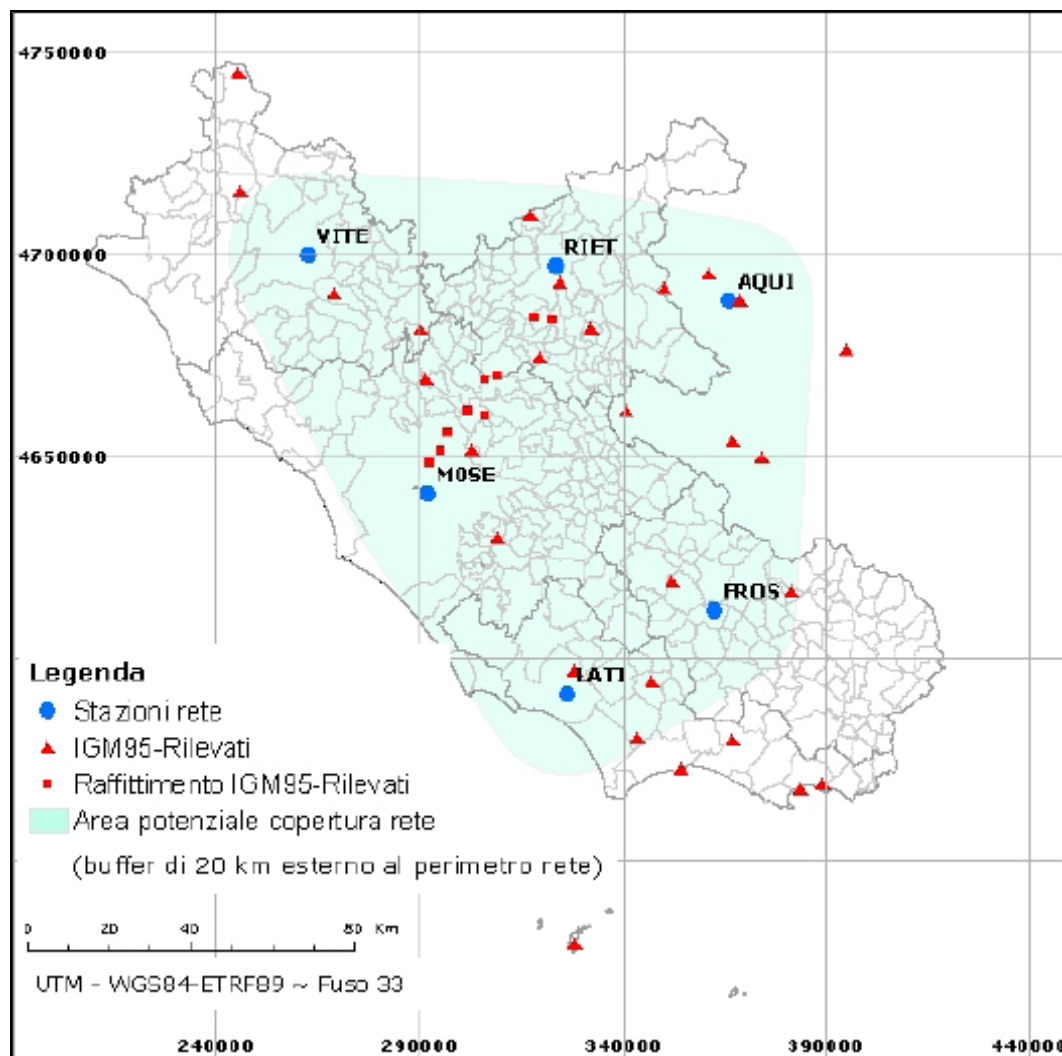 4750000
VITE
RIET
4700000
AQUI
4650000
M0SE
FROS
LATI
Legenda
Stazioni rete
IGM95-Rilevati
Raffittimento IGM95-Rilevati
Area potenziale copertura rete
(buffer di 20 km esterno al perimetro rete)
0 20 40 60 80 Km
UTM - WGS84-ETRF89 ~ Fuso 33
240000 290000 340000 390000